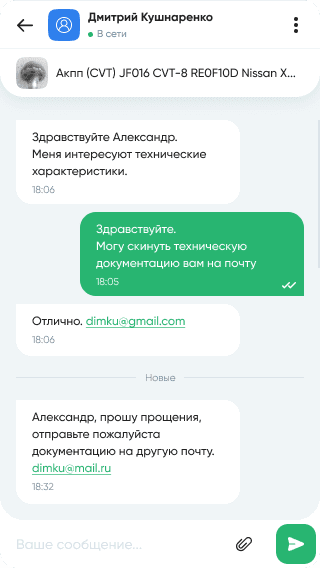 Дмитрий Кушнаренко
В сети
Акпп (CVT) JF016 CVT-8 RE0F10D Nissan X...
Здравствуйте Александр.
Меня интересуют технические
характеристики.
18:06
Здравствуйте.
Могу скинуть техническую
документацию вам на почту
18:05
Отлично. dimku@gmail.com
18:06
Новые
Александр, прошу прощения,
отправьте пожалуйста
документацию на другую почту.
dimku@mail.ru
18:32
Ваше сообщение...